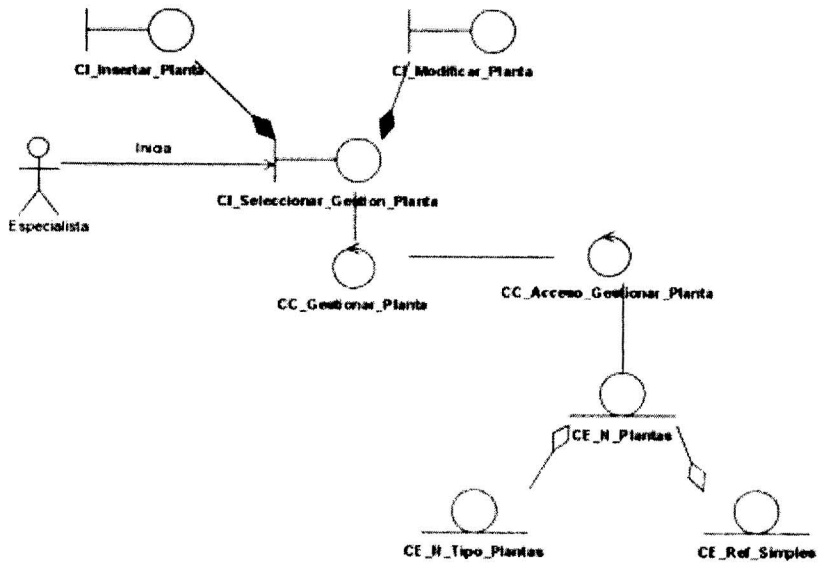 CI_Insertar_Planta
CI_Modificar_Planta
Inicia
Especialista
CI_Seleccionar_Gestion_Planta
CC_Gestionar_Planta
CC_Acceso_Gestionar_Planta
CE_N_Plantas
CE_N_Tipo_Plantas
CE_Ref_Simples